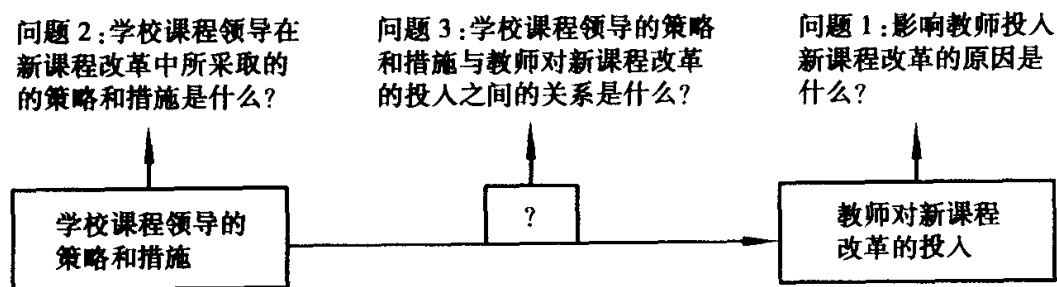 问题2:学校课程领导在
新课程改革中所采取的
的策略和措施是什么?
问题3:学校课程领导的策略
和措施与教师对新课程改革
的投入之间的关系是什么?
问题1:影响教师投入
新课程改革的原因是
什么?
学校课程领导的
策略和措施
?
教师对新课程
改革的投入